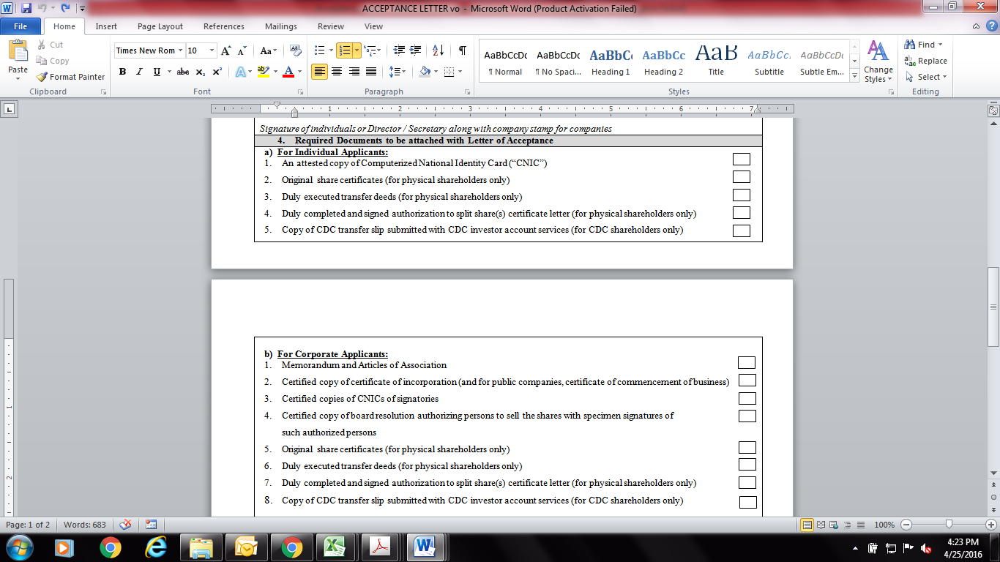 ACCEPTANCE LETTER vo - Microsoft Word (Product Activation Failed)
File Home Insert Page Layout References Mailings Review View
Paste
Cut
Copy
Format Painter
Clipboard
Times New Rom 10
Font
Paragraph
AaBbCcDc AaBbCcDc AaBbCc AaBbCc AaB AaBbCc. AaBbCcDc
¶ Normal ¶ No Spaci... Heading 1 Heading 2 Title Subtitle Subtle Em...
Change Styles
Styles
Find
Replace
Select
Editing
1 2 3 4 5 6 7
Signature of individuals or Director / Secretary along with company stamp for companies
4. Required Documents to be attached with Letter of Acceptance
a) For Individual Applicants:
1. An attested copy of Computerized National Identity Card (“CNIC”)
2. Original share certificates (for physical shareholders only)
3. Duly executed transfer deeds (for physical shareholders only)
4. Duly completed and signed authorization to split share(s) certificate letter (for physical shareholders only)
5. Copy of CDC transfer slip submitted with CDC investor account services (for CDC shareholders only)
b) For Corporate Applicants:
1. Memorandum and Articles of Association
2. Certified copy of certificate of incorporation (and for public companies, certificate of commencement of business)
3. Certified copies of CNICs of signatories
4. Certified copy of board resolution authorizing persons to sell the shares with specimen signatures of
such authorized persons
5. Original share certificates (for physical shareholders only)
6. Duly executed transfer deeds (for physical shareholders only)
7. Duly completed and signed authorization to split share(s) certificate letter (for physical shareholders only)
8. Copy of CDC transfer slip submitted with CDC investor account services (for CDC shareholders only)
Page: 1 of 2 Words: 683 100%
4:23 PM
4/25/2016